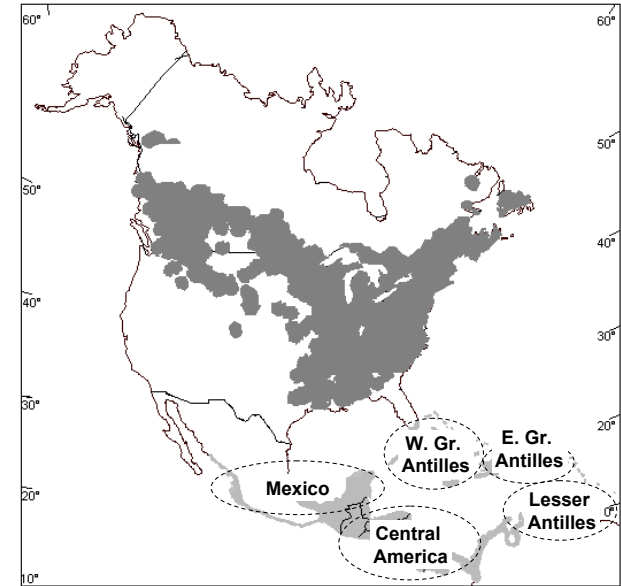 60° 60°
50° 50°
40° 40°
30° 30°
20° 20°
10° 0°
W. Gr.
Antilles
E. Gr.
Antilles
Mexico
Lesser
Antilles
Central
America